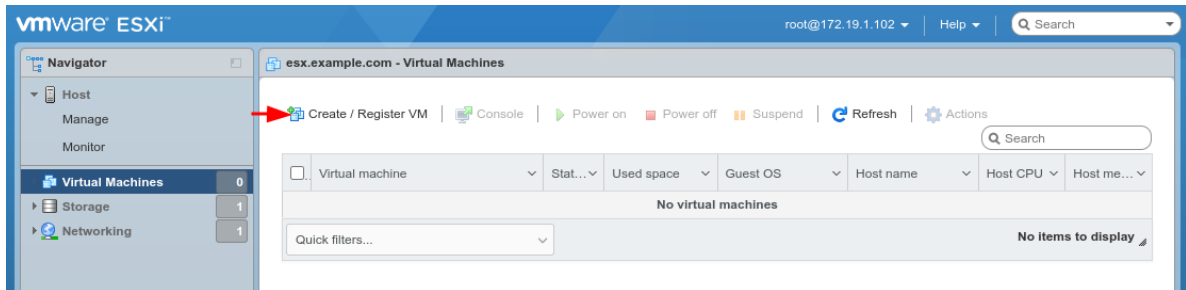 vmware ESXi™
root@172.19.1.102
Help
Search
Navigator
esx.example.com - Virtual Machines
Host
Manage
Monitor
Virtual Machines 0
Storage 1
Networking 1
Create / Register VM
Console
Power on
Power off
Suspend
Refresh
Actions
Search
Virtual machine
Stat...
Used space
Guest OS
Host name
Host CPU
Host me...
No virtual machines
Quick filters...
No items to display